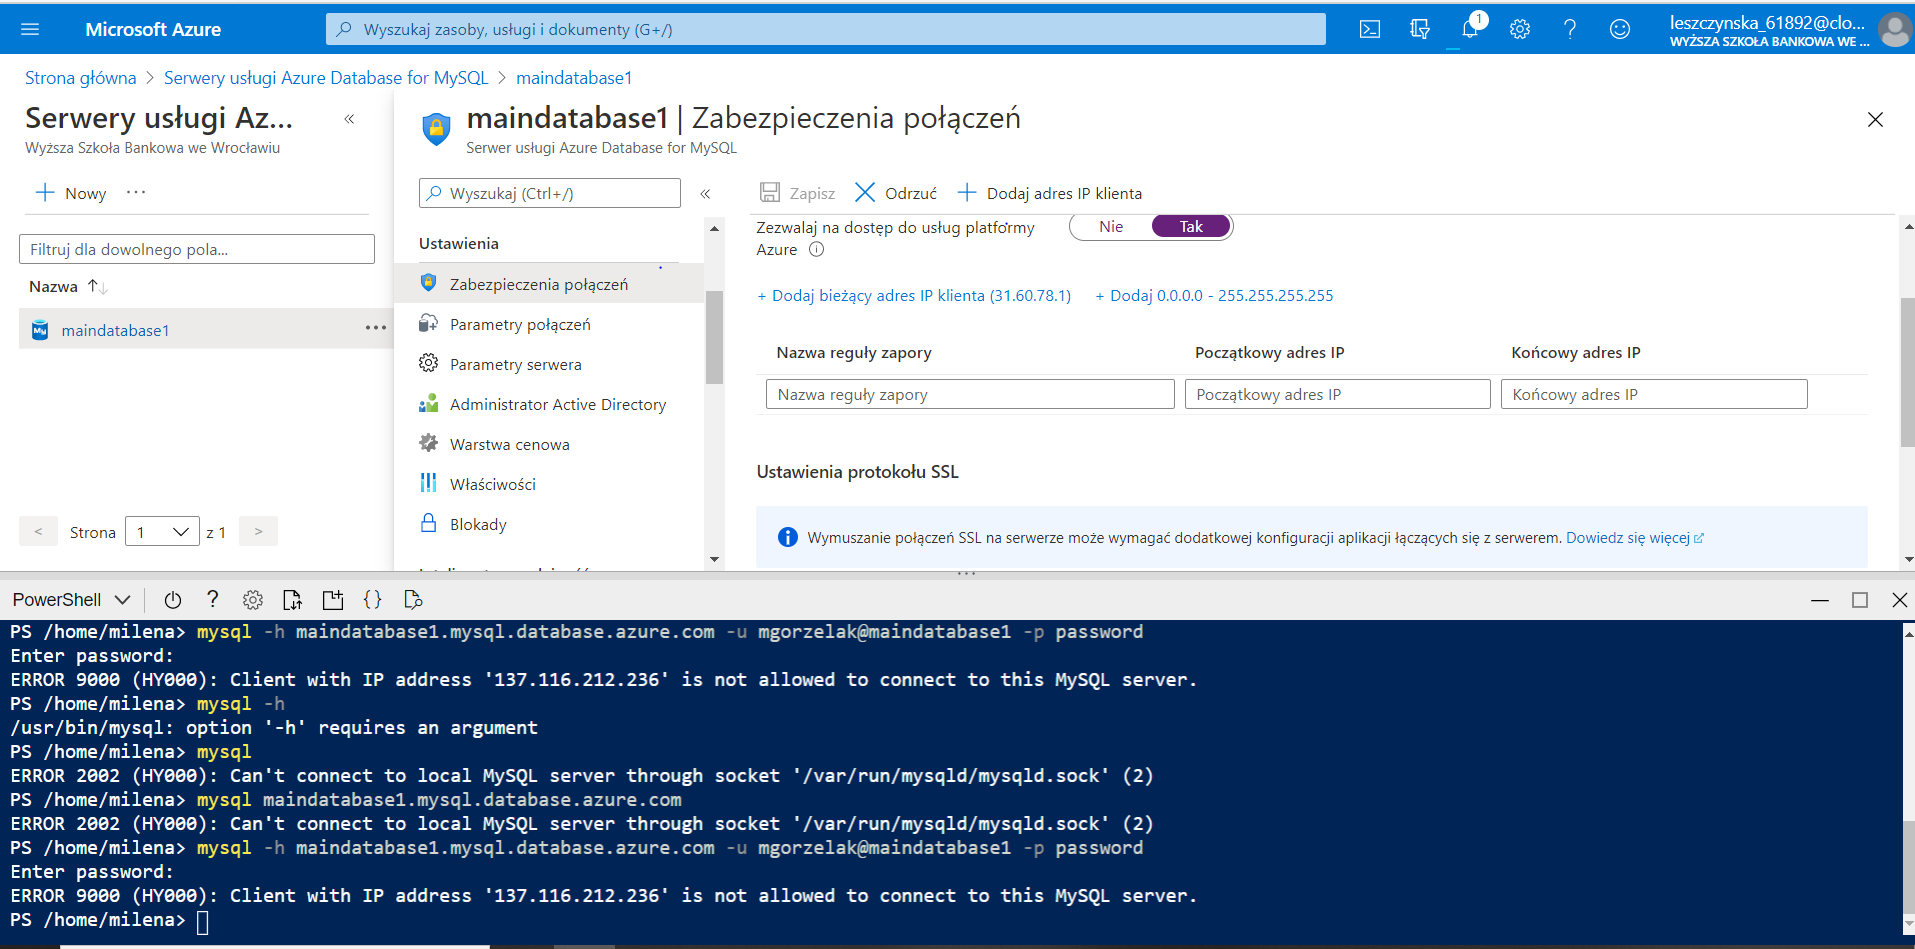 Microsoft Azure
Wyszukaj zasoby, usługi i dokumenty (G+/)
1
leszczynska_61892@clo...
WYŻSZA SZKOŁA BANKOWA WE ...
Strona główna > Serwery usługi Azure Database for MySQL > maindatabase1
Serwery usługi Az... «
Wyższa Szkoła Bankowa we Wrocławiu
+ Nowy ...
Filtruj dla dowolnego pola...
Nazwa ↑↓
maindatabase1 ...
< Strona 1 z 1 >
maindatabase1 | Zabezpieczenia połączeń
Serwer usługi Azure Database for MySQL
Wyszukaj (Ctrl+/) «
Ustawienia
Zabezpieczenia połączeń
Parametry połączeń
Parametry serwera
Administrator Active Directory
Warstwa cenowa
Właściwości
Blokady
Zapisz Odrzuć + Dodaj adres IP klienta
Zezwalaj na dostęp do usług platformy
Azure
Nie Tak
+ Dodaj bieżący adres IP klienta (31.60.78.1) + Dodaj 0.0.0.0 - 255.255.255.255
Nazwa reguły zapory Początkowy adres IP Końcowy adres IP
Nazwa reguły zapory Początkowy adres IP Końcowy adres IP
Ustawienia protokołu SSL
Wymuszanie połączeń SSL na serwerze może wymagać dodatkowej konfiguracji aplikacji łączących się z serwerem. Dowiedz się więcej
PowerShell ? {}
PS /home/milena> mysql -h maindatabase1.mysql.database.azure.com -u mgorzelak@maindatabase1 -p password
Enter password:
ERROR 9000 (HY000): Client with IP address '137.116.212.236' is not allowed to connect to this MySQL server.
PS /home/milena> mysql -h
/usr/bin/mysql: option '-h' requires an argument
PS /home/milena> mysql
ERROR 2002 (HY000): Can't connect to local MySQL server through socket '/var/run/mysqld/mysqld.sock' (2)
PS /home/milena> mysql maindatabase1.mysql.database.azure.com
ERROR 2002 (HY000): Can't connect to local MySQL server through socket '/var/run/mysqld/mysqld.sock' (2)
PS /home/milena> mysql -h maindatabase1.mysql.database.azure.com -u mgorzelak@maindatabase1 -p password
Enter password:
ERROR 9000 (HY000): Client with IP address '137.116.212.236' is not allowed to connect to this MySQL server.
PS /home/milena>